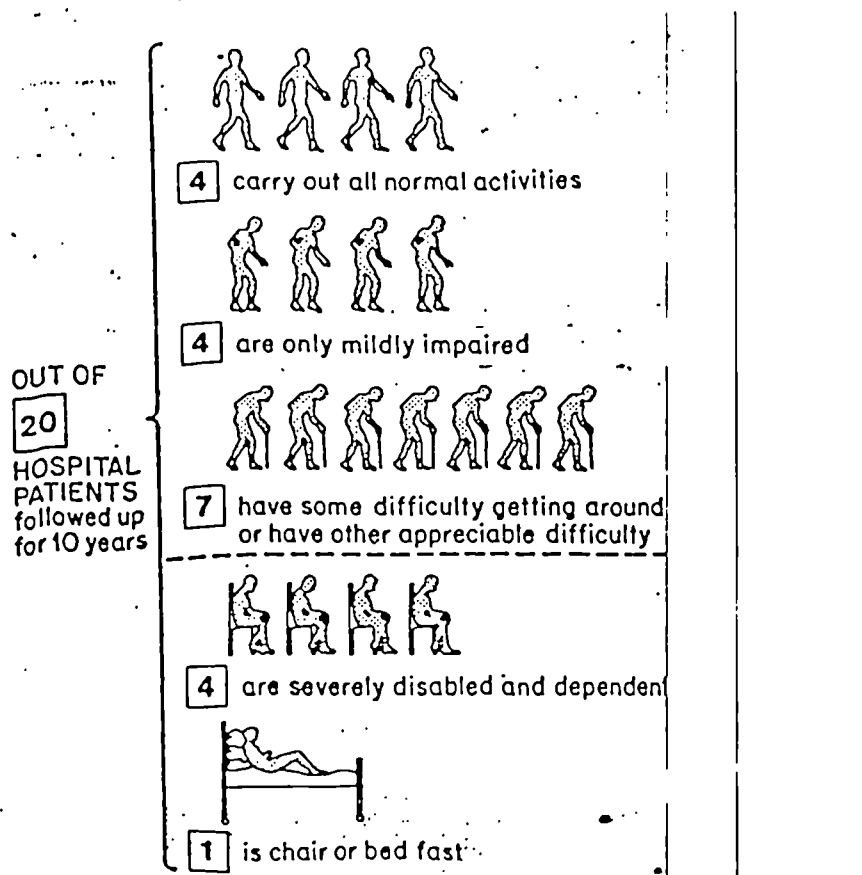 4 carry out all normal activities
4 are only mildly impaired
OUT OF
20
HOSPITAL
PATIENTS
followed up
for 10 years
7 have some difficulty getting around
or have other appreciable difficulty
4 are severely disabled and dependent
1 is chair or bed fast